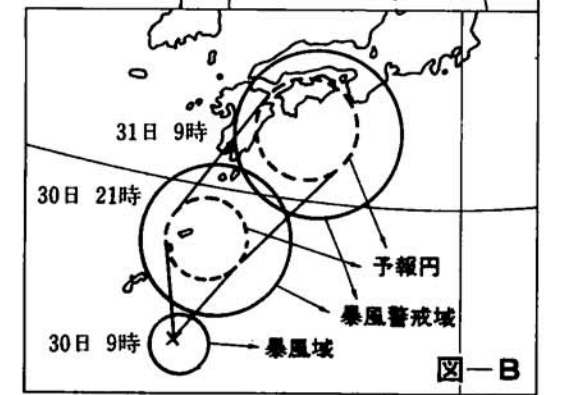 31日 9時
30日 21時
予報円
暴風警戒域
30日 9時
暴風域
図―B